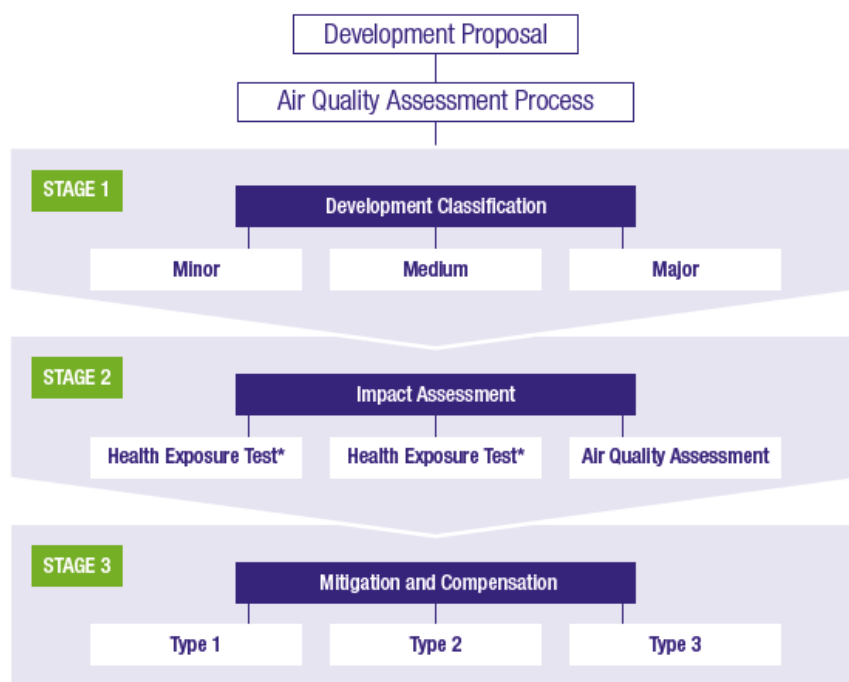 Development Proposal
Air Quality Assessment Process
STAGE 1
Development Classification
Minor
Medium
Major
STAGE 2
Impact Assessment
Health Exposure Test*
Health Exposure Test*
Air Quality Assessment
STAGE 3
Mitigation and Compensation
Type 1
Type 2
Type 3